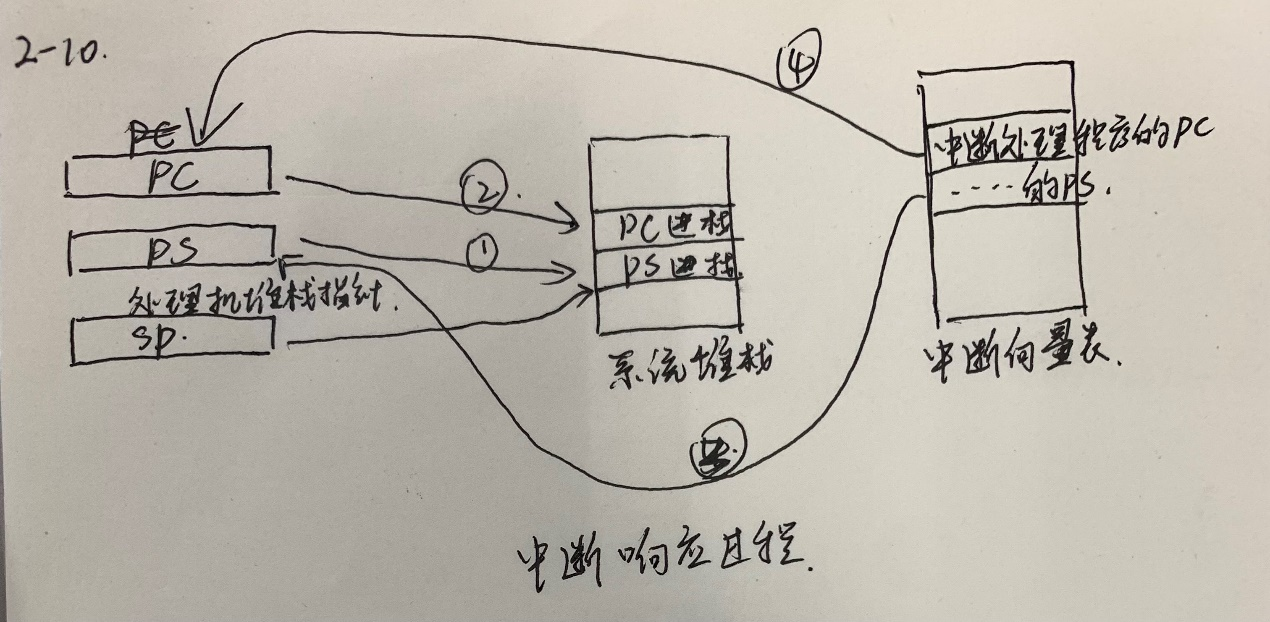 2-10.
④
PC
中断处理程序的PC
PC
②.
‥‥的PS.
PC进栈
PS
①
PS进栈.
处理机堆栈指针.
SP.
系统堆栈
中断向量表.
中断响应过程.